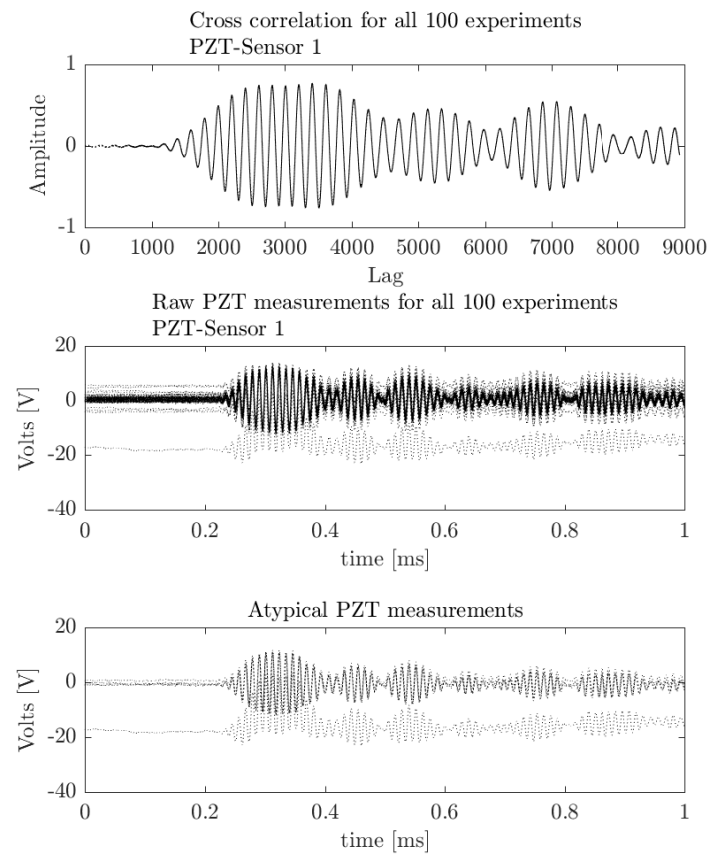 Cross correlation for all 100 experiments
PZT-Sensor 1
1
0
-1
Amplitude
0 1000 2000 3000 4000 5000 6000 7000 8000 9000
Lag
Raw PZT measurements for all 100 experiments
PZT-Sensor 1
20
0
-20
-40
Volts [V]
0 0.2 0.4 0.6 0.8 1
time [ms]
Atypical PZT measurements
20
0
-20
-40
Volts [V]
0 0.2 0.4 0.6 0.8 1
time [ms]